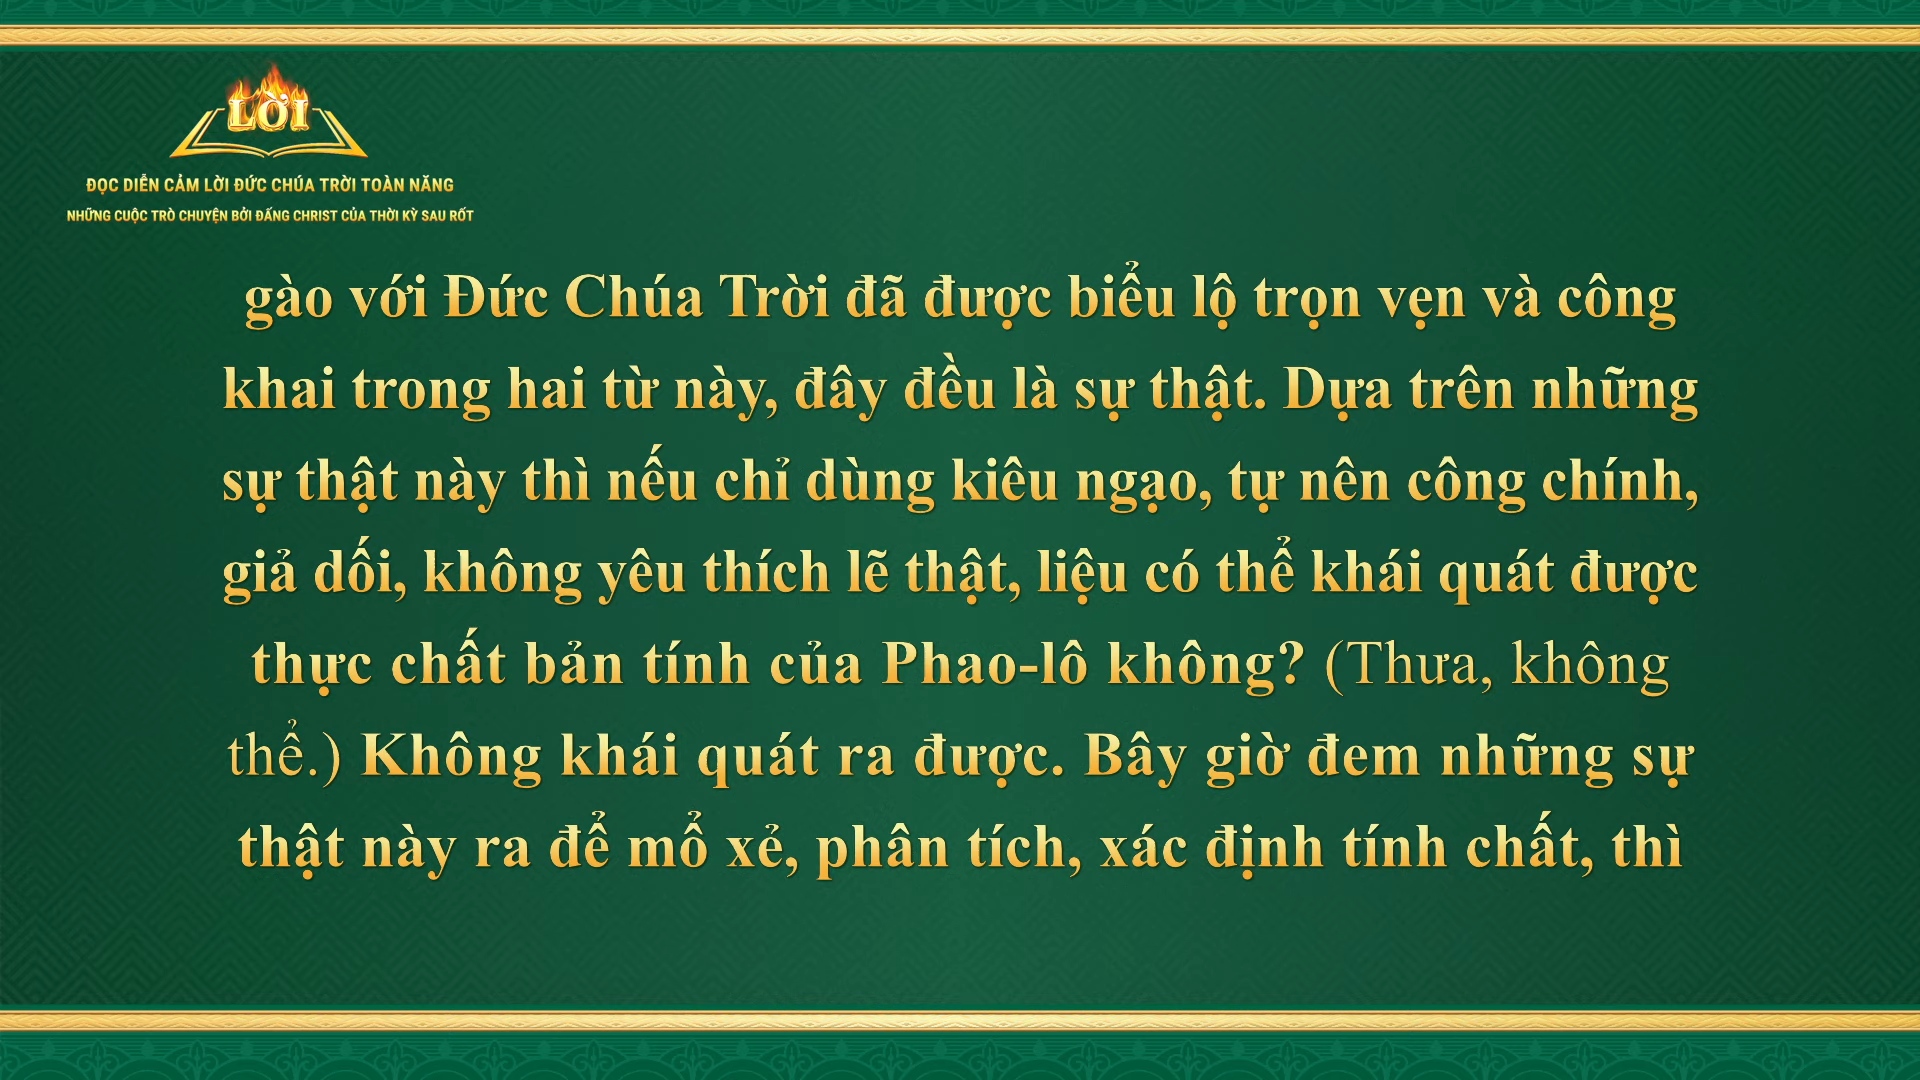 LỜI
ĐỌC DIỄN CẢM LỜI ĐỨC CHÚA TRỜI TOÀN NĂNG
NHỮNG CUỘC TRÒ CHUYỆN BỞI ĐẤNG CHRIST CỦA THỜI KỲ SAU RỐT
gào với Đức Chúa Trời đã được biểu lộ trọn vẹn và công
khai trong hai từ này, đây đều là sự thật. Dựa trên những
sự thật này thì nếu chỉ dùng kiêu ngạo, tự nên công chính,
giả dối, không yêu thích lẽ thật, liệu có thể khái quát được
thực chất bản tính của Phao-lô không? (Thưa, không
thể.) Không khái quát ra được. Bây giờ đem những sự
thật này ra để mổ xẻ, phân tích, xác định tính chất, thì